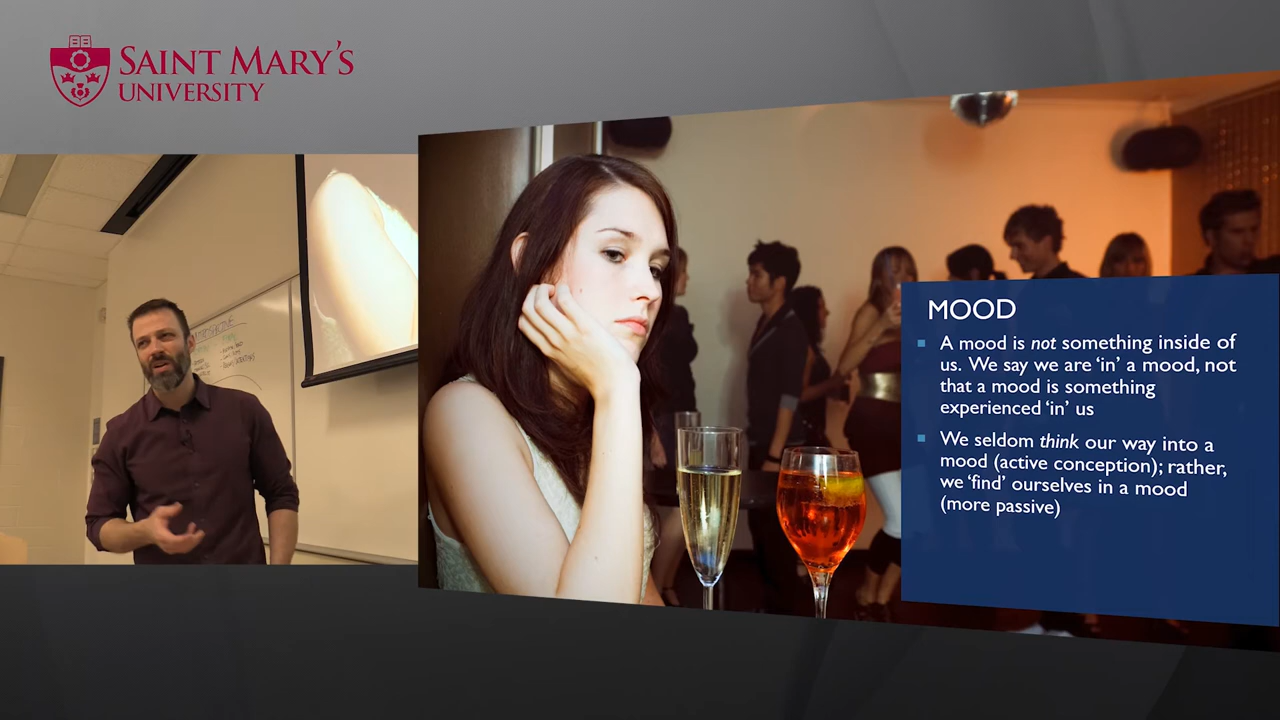 SAINT MARY'S
UNIVERSITY
MOOD
A mood is not something inside of
us. We say we are ‘in’ a mood, not
that a mood is something
experienced ‘in’ us
We seldom think our way into a
mood (active conception); rather,
we ‘find’ ourselves in a mood
(more passive)